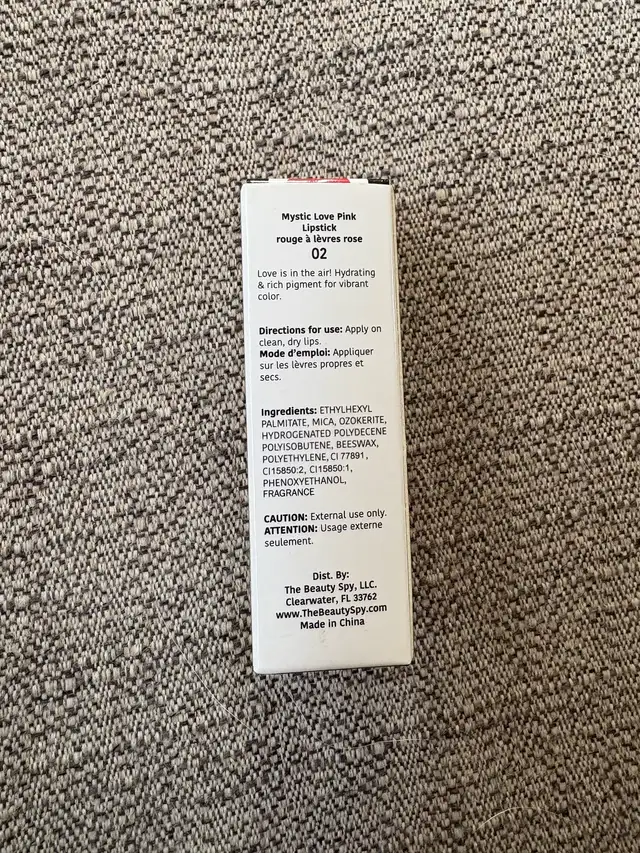 Mystic Love Pink
Lipstick
rouge à lèvres rose
02
Love is in the air! Hydrating
& rich pigment for vibrant
color.
Directions for use: Apply on
clean, dry lips.
Mode d'emploi: Appliquer
sur les lèvres propres et
secs.
Ingredients: ETHYLHEXYL
PALMITATE, MICA, OZOKERITE,
HYDROGENATED POLYDECENE
POLYISOBUTENE, BEESWAX,
POLYETHYLENE, CI 77891,
CI15850:2, CI15850:1,
PHENOXYETHANOL,
FRAGRANCE
CAUTION: External use only.
ATTENTION: Usage externe
seulement.
Dist. By:
The Beauty Spy, LLC.
Clearwater, FL 33762
www.TheBeautySpy.com
Made in China